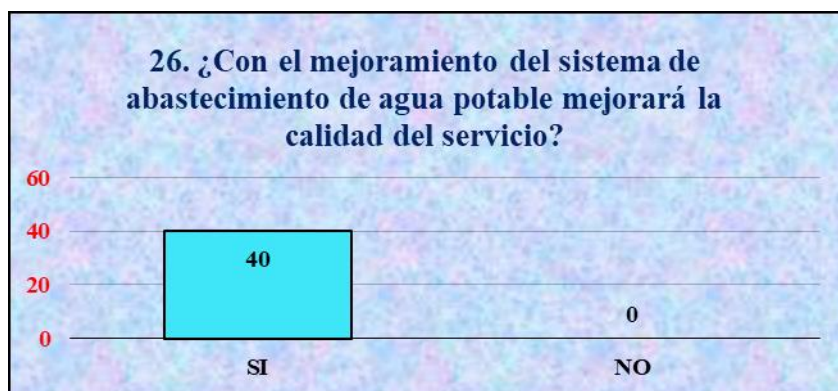 26. ¿Con el mejoramiento del sistema de
abastecimiento de agua potable mejorará la
calidad del servicio?
60
40
20
0
40
0
SI
NO